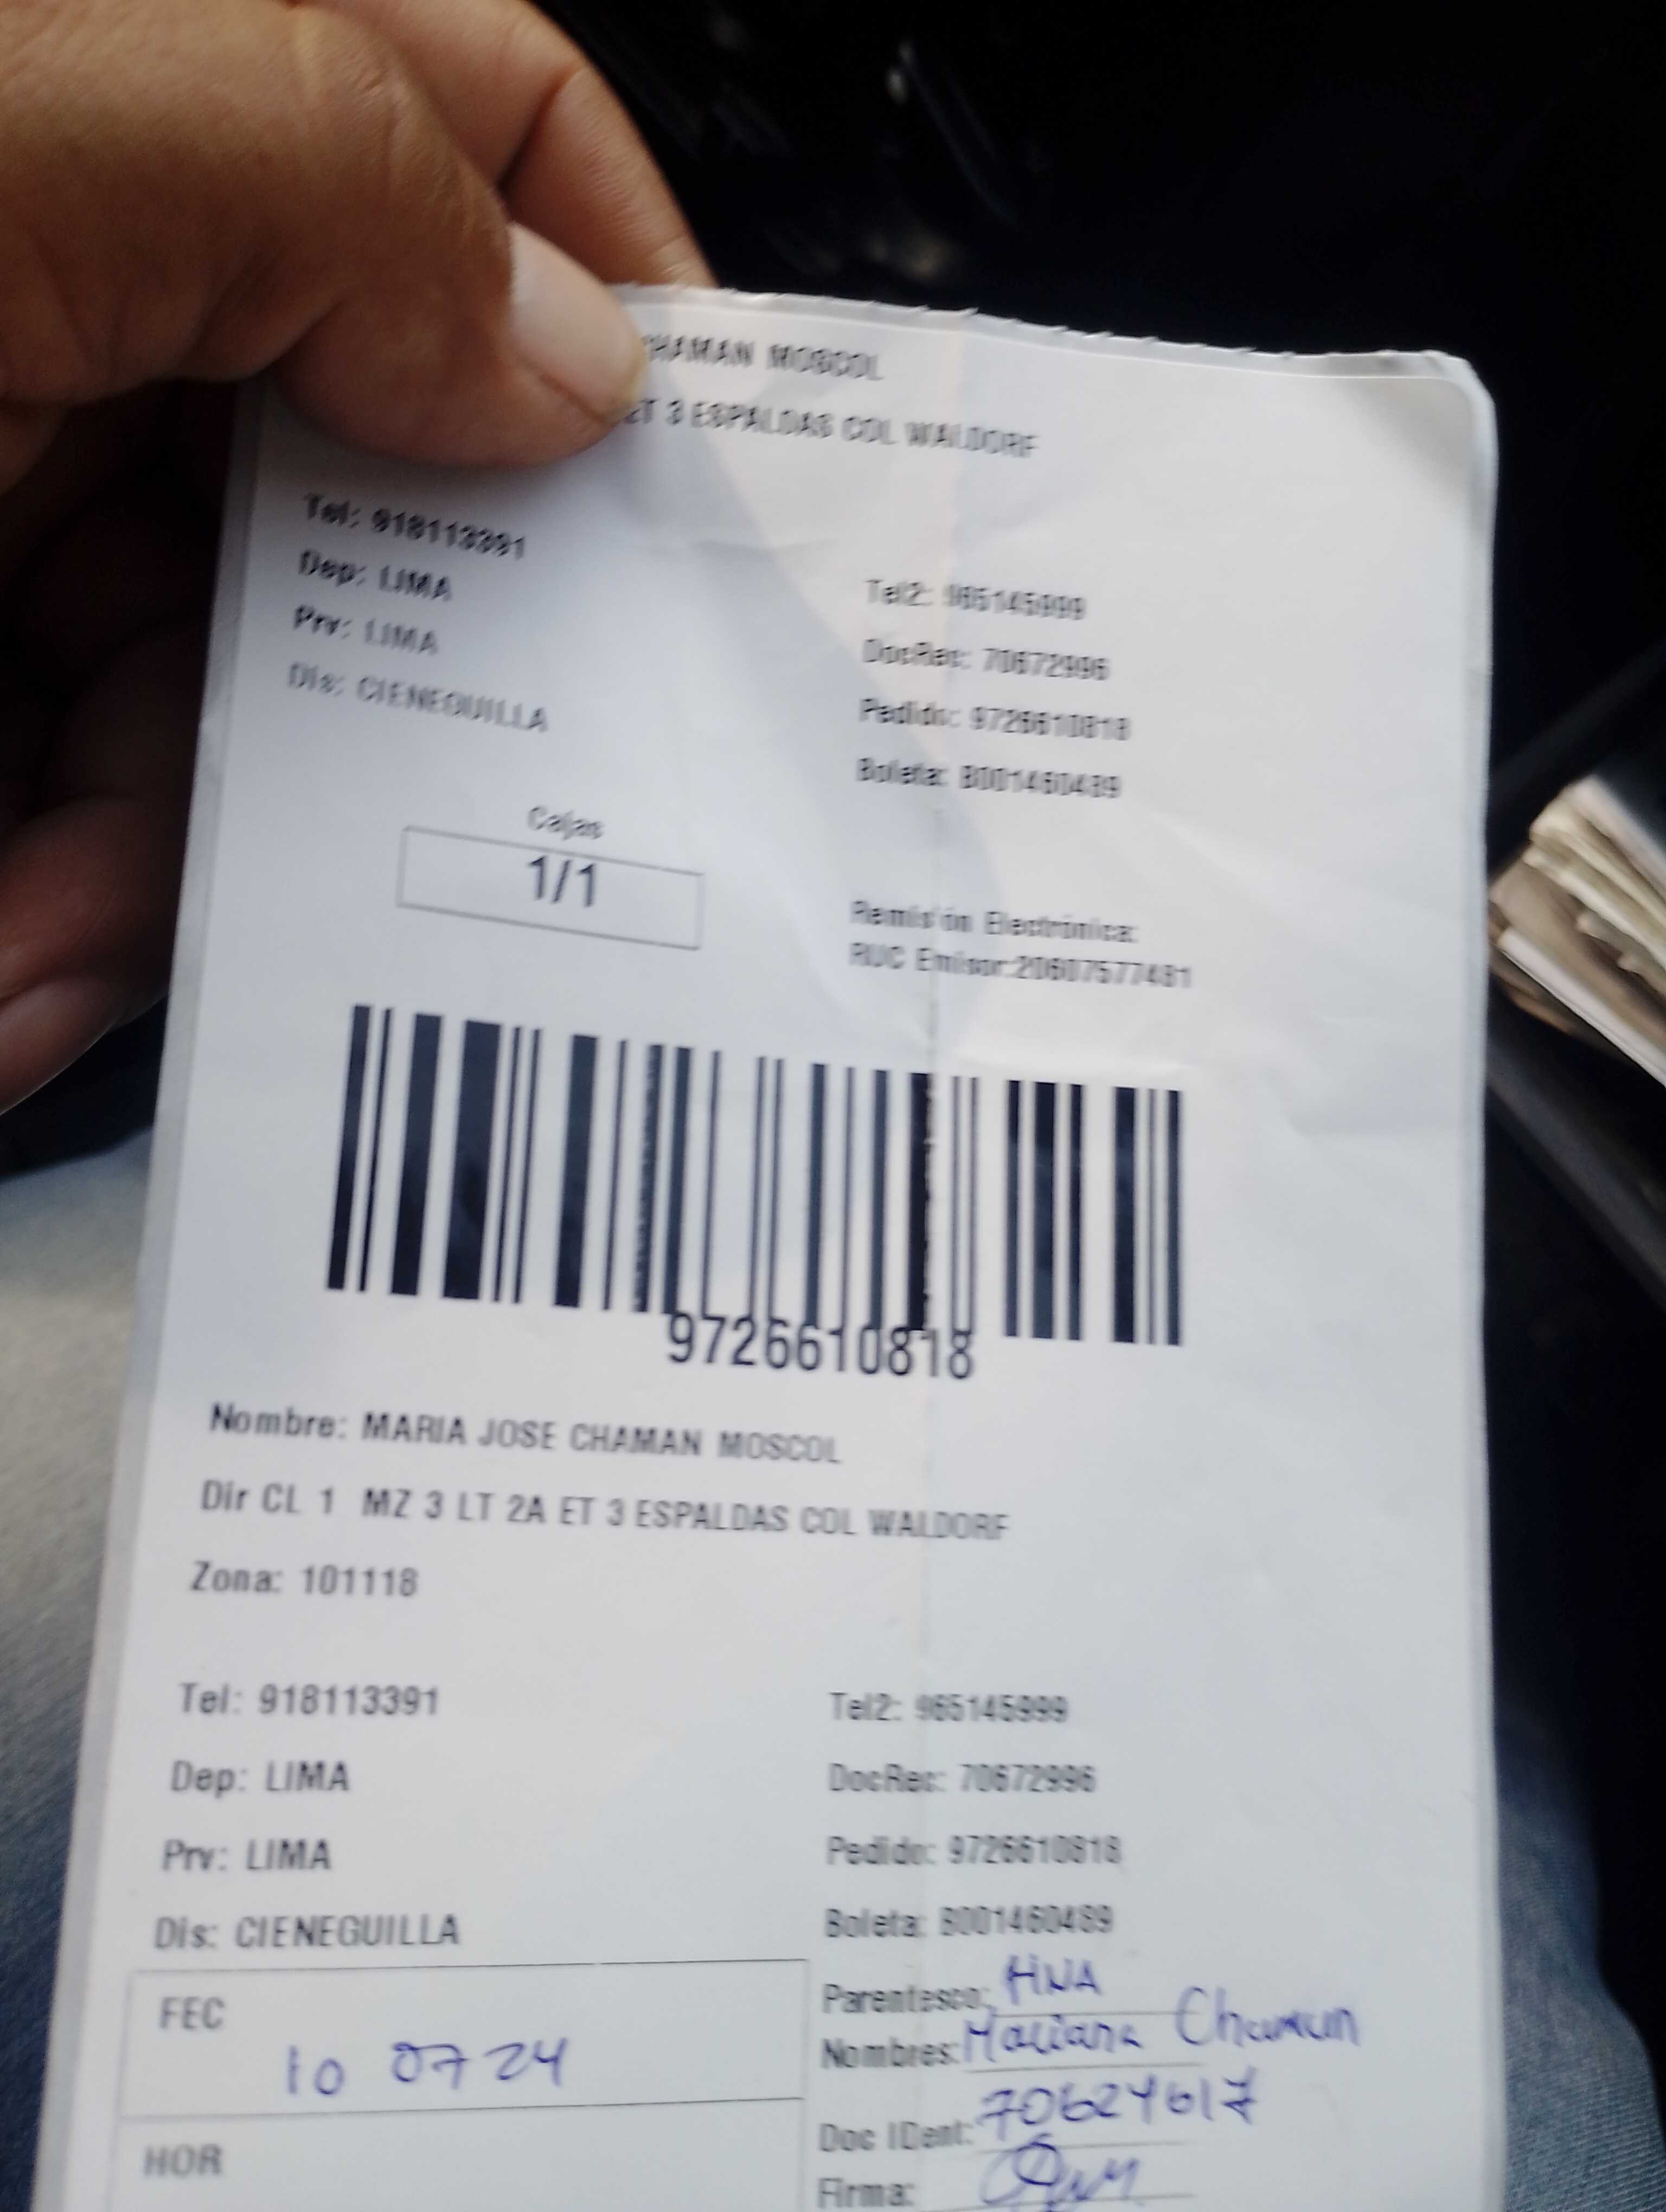 CHAMAN MOSCOL
ET 3 ESPALDAS COL WALDORF
Tel: 918113391
Dep: LIMA
Prv: LIMA
Dis: CIENEGUILLA
Tel2: 965145999
DocRec: 70672996
Pedido: 9726610818
Boleta: B001460489
Cajas
1/1
Remisión Electrónica:
RUC Emisor:20607577481
9726610818
Nombre: MARIA JOSE CHAMAN MOSCOL
Dir CL 1 MZ 3 LT 2A ET 3 ESPALDAS COL WALDORF
Zona: 101118
Tel: 918113391
Dep: LIMA
Prv: LIMA
Dis: CIENEGUILLA
Tel2: 965145999
DocRec: 70672996
Pedido: 9726610818
Boleta: B001460489
FEC
10 07 24
HOR
Parentesco: HNA
Nombres: Mariana Chaman
Doc IDent: 70624617
Firma: